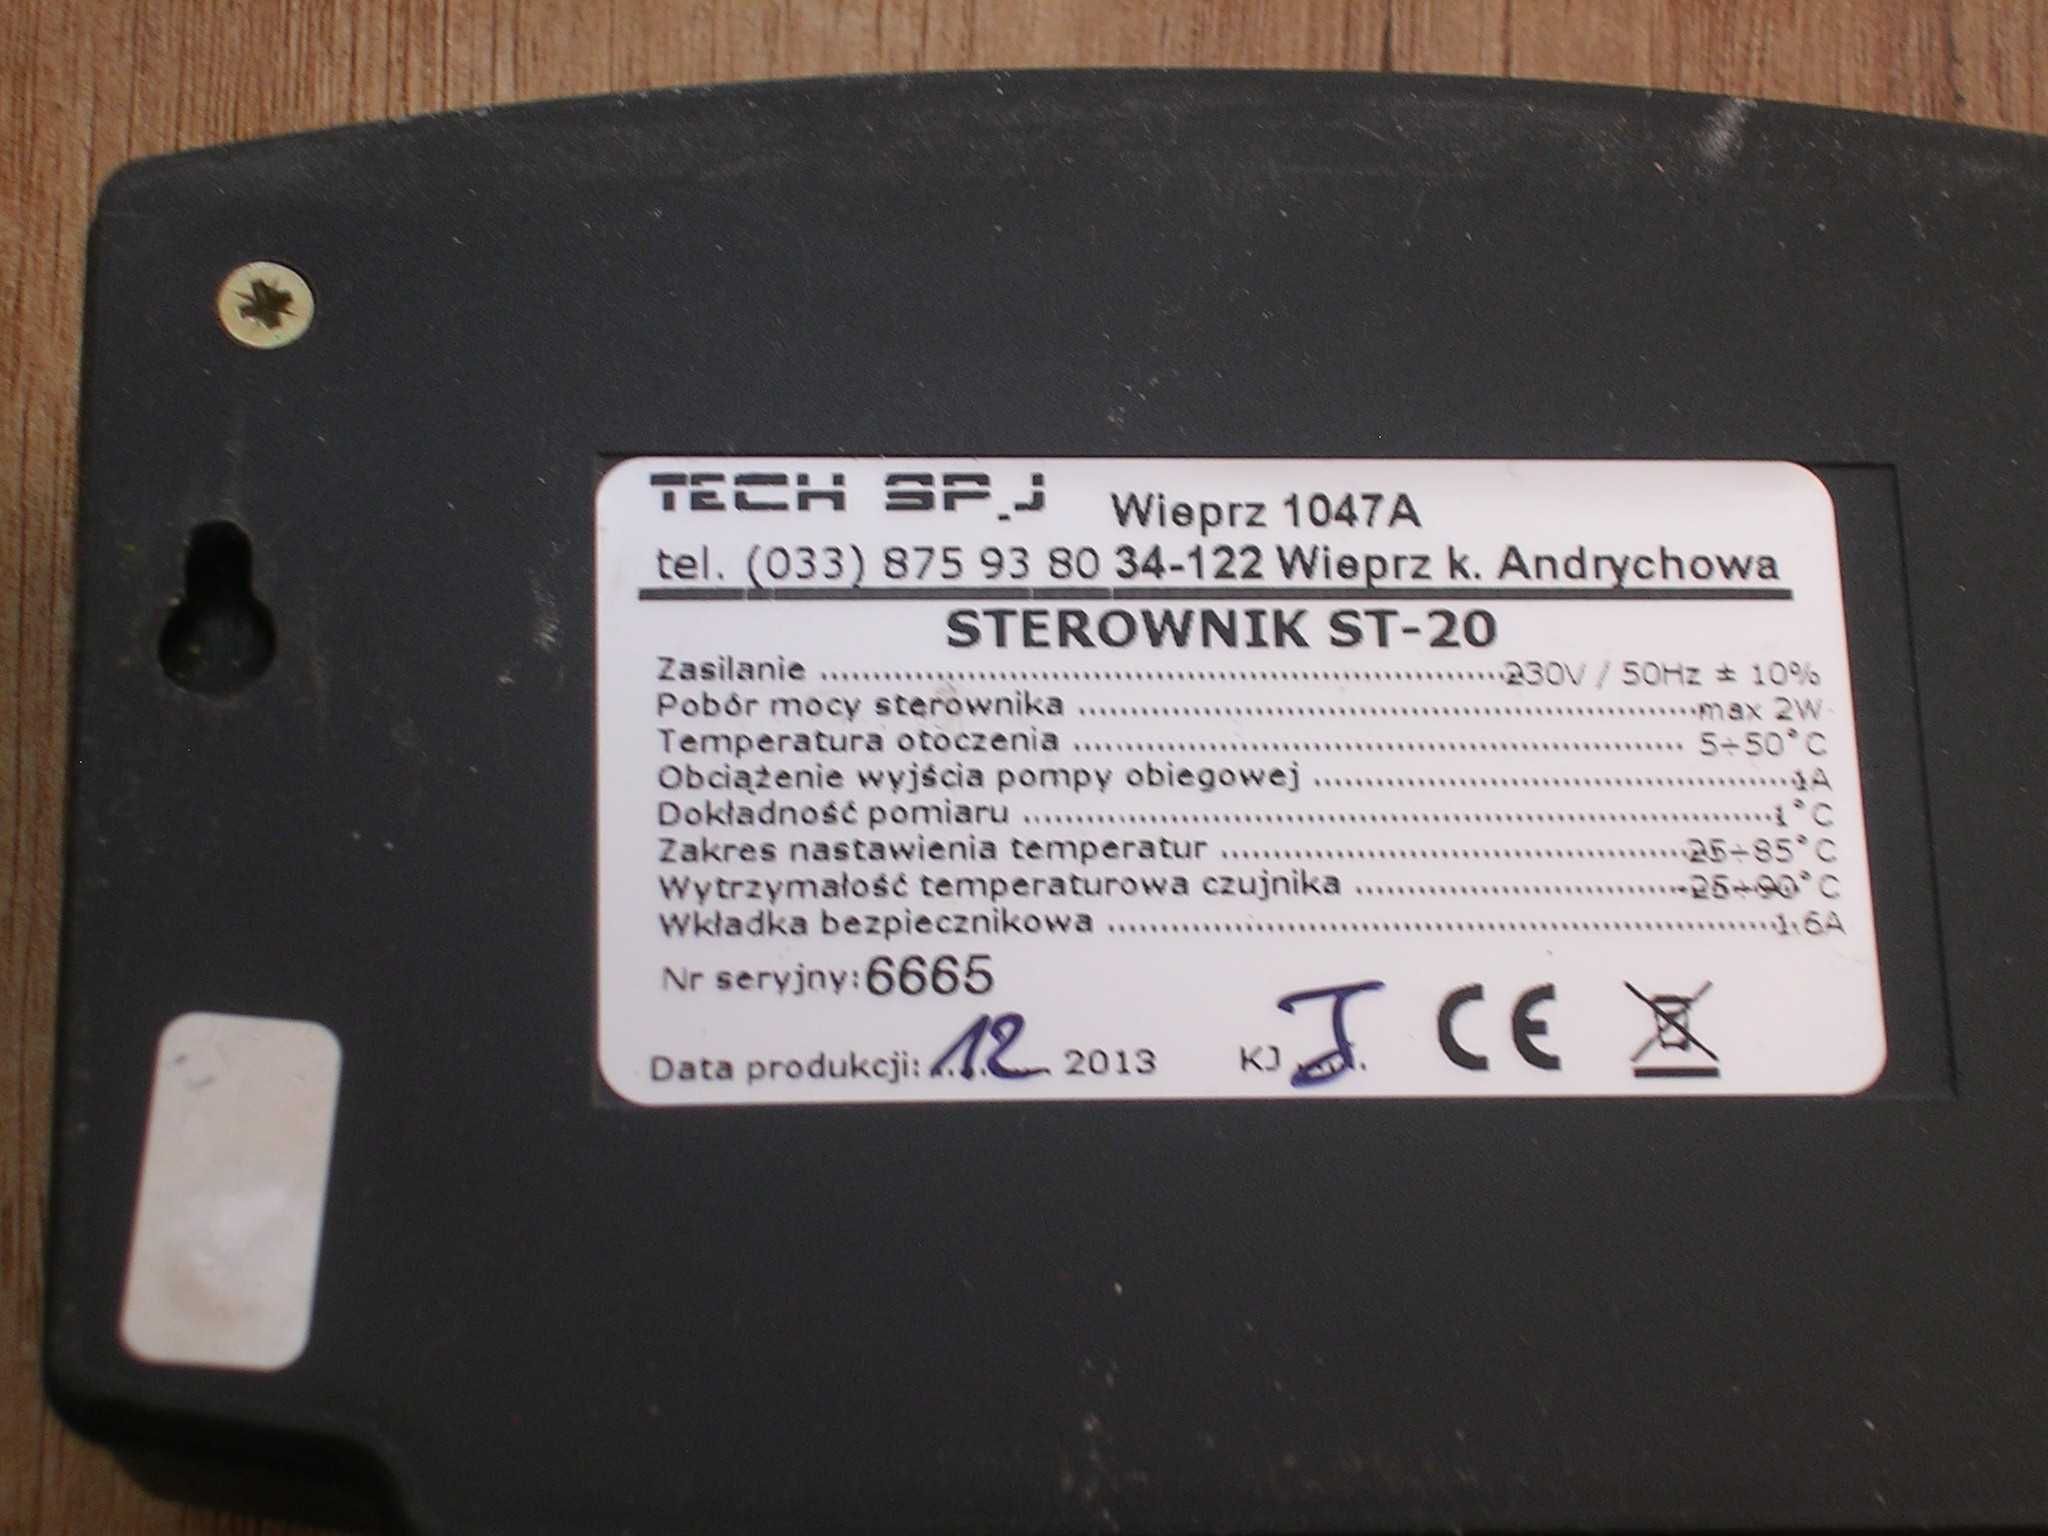 TECH SP.J Wieprz 1047A
tel. (033) 875 93 80 34-122 Wieprz k. Andrychowa
STEROWNIK ST-20
Zasilanie ........ 230V / 50Hz ± 10%
Pobór mocy sterownika ........ max 2W
Temperatura otoczenia ........ 5÷50°C
Obciążenie wyjścia pompy obiegowej ........ 1A
Dokładność pomiaru ........ 1°C
Zakres nastawienia temperatur ........ 25÷85°C
Wytrzymałość temperaturowa czujnika ........ -25÷90°C
Wkładka bezpiecznikowa ........ 1.6A
Nr seryjny: 6665
Data produkcji: 12 2013 KJ J CE